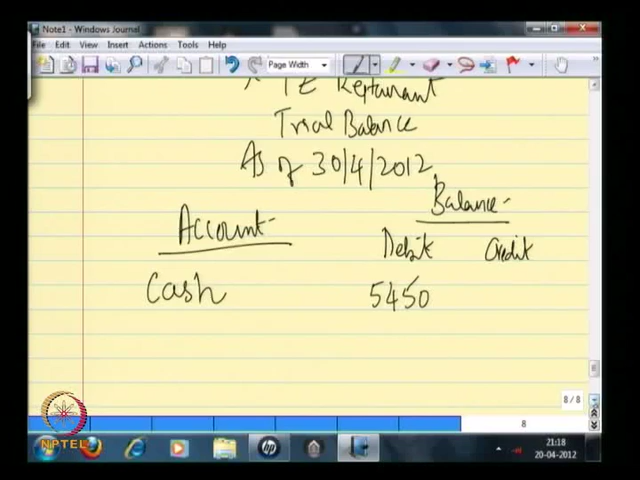 Note1 - Windows Journal
File Edit View Insert Actions Tools Help
Page Width
Restaurant
Trial Balance
As of 30/4/2012
Balance
Account
Debit Credit
Cash 5450
8 / 8
8
NPTEL
21:18
20-04-2012